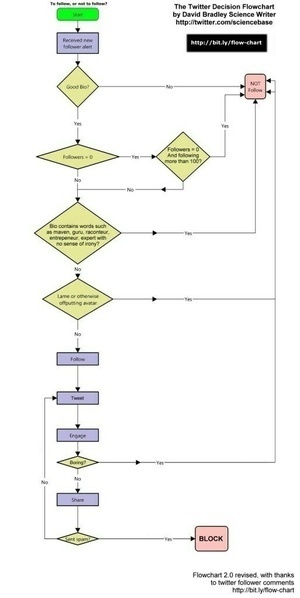 To follow, or not to follow?
The Twitter Decision Flowchart
by David Bradley Science Writer
http://twitter.com/sciencebase
http://bit.ly/flow-chart
Start
Received new
follower alert
Good Bio?
No
NOT
Follow
Yes
Yes
Followers = 0
Yes
Followers = 0
And following
more than 100?
No
No
Bio contains words such
as maven, guru, raconteur,
entrepeneur, expert with
no sense of irony?
Yes
No
Lame or otherwise
offputting avatar
Yes
No
Follow
Tweet
Engage
Boring?
Yes
No
No
Share
Sent spam?
Yes
BLOCK
Flowchart 2.0 revised, with thanks
to twitter follower comments
http://bit.ly/flow-chart